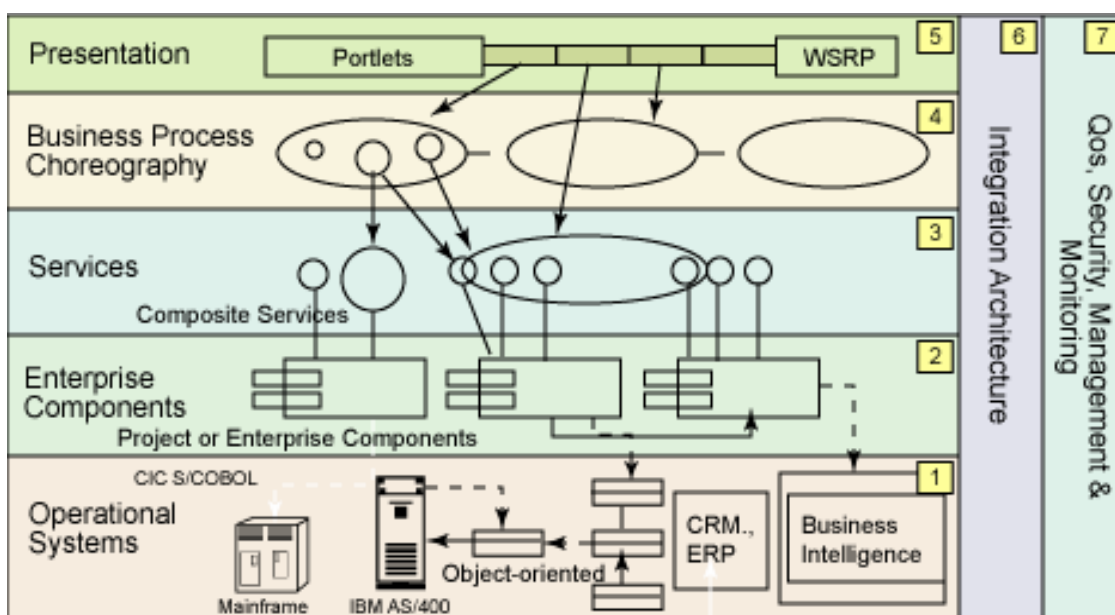 Presentation
Portlets
WSRP
5
6
7
Business Process
Choreography
4
Services
3
Composite Services
Enterprise
Components
2
Project or Enterprise Components
CIC S/COBOL
1
Operational
Systems
Mainframe
IBM AS/400
Object-oriented
CRM.,
ERP
Business
Intelligence
Integration Architecture
Qos, Security, Management &
Monitoring